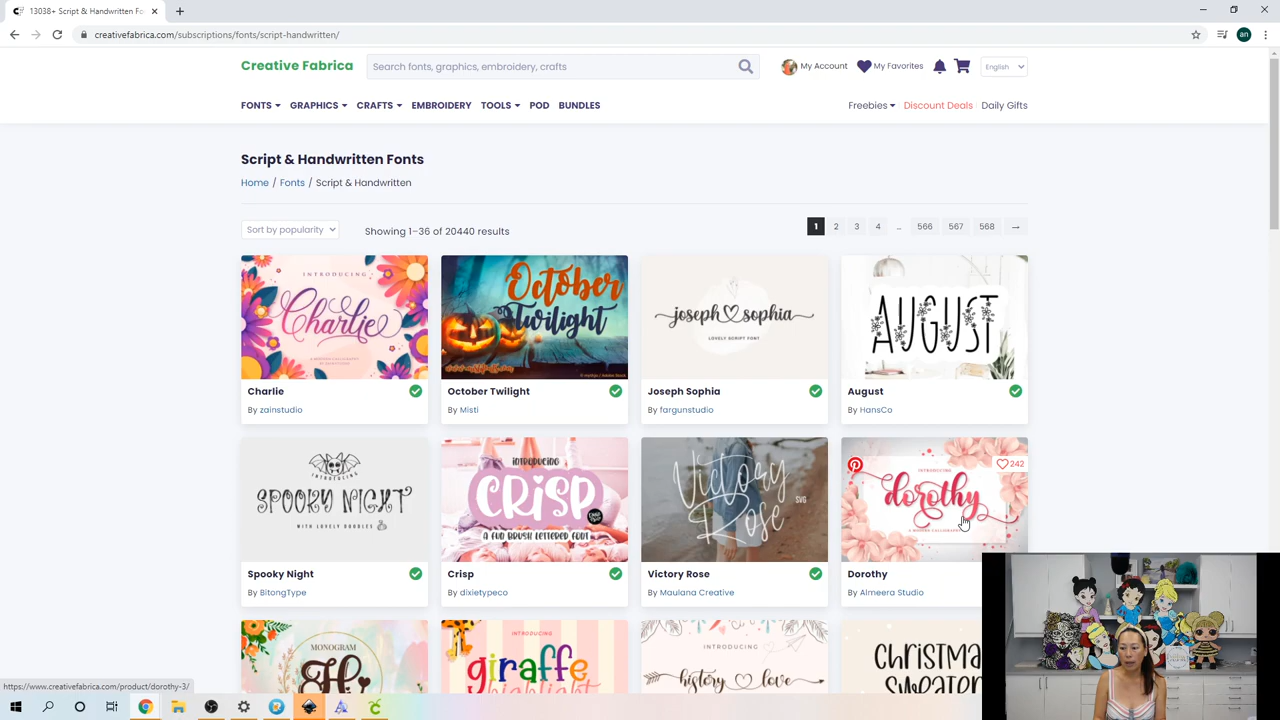 13038+ Script & Handwritten Fo
creativefabrica.com/subscriptions/fonts/script-handwritten/
an
Creative Fabrica
Search fonts, graphics, embroidery, crafts
My Account
My Favorites
English
FONTS GRAPHICS CRAFTS EMBROIDERY TOOLS POD BUNDLES
Freebies Discount Deals Daily Gifts
Script & Handwritten Fonts
Home / Fonts / Script & Handwritten
Sort by popularity
Showing 1–36 of 20440 results
1 2 3 4 … 566 567 568 →
INTRODUCING
Charlie
October
Twilight
joseph sophia
LOVELY SCRIPT FONT
AUGUST
Charlie
October Twilight
Joseph Sophia
August
By zainstudio
By Misti
By fargunstudio
By HansCo
INTRODUCING
SPOOKY NIGHT
WITH LOVELY DOODLES
INTRODUCING
CRISP
A FUN BRUSH LETTERED FONT
Victory
Rose
SVG
INTRODUCING
dorothy
A MODERN CALLIGRAPHY
242
Spooky Night
Crisp
Victory Rose
Dorothy
By BitongType
By dixietypeco
By Maulana Creative
By Almeera Studio
MONOGRAM
INTRODUCING
giraffe
highlight
INTRODUCING
history love
CHRISTMA
SWEATER
https://www.creativefabrica.com/product/dorothy-3/